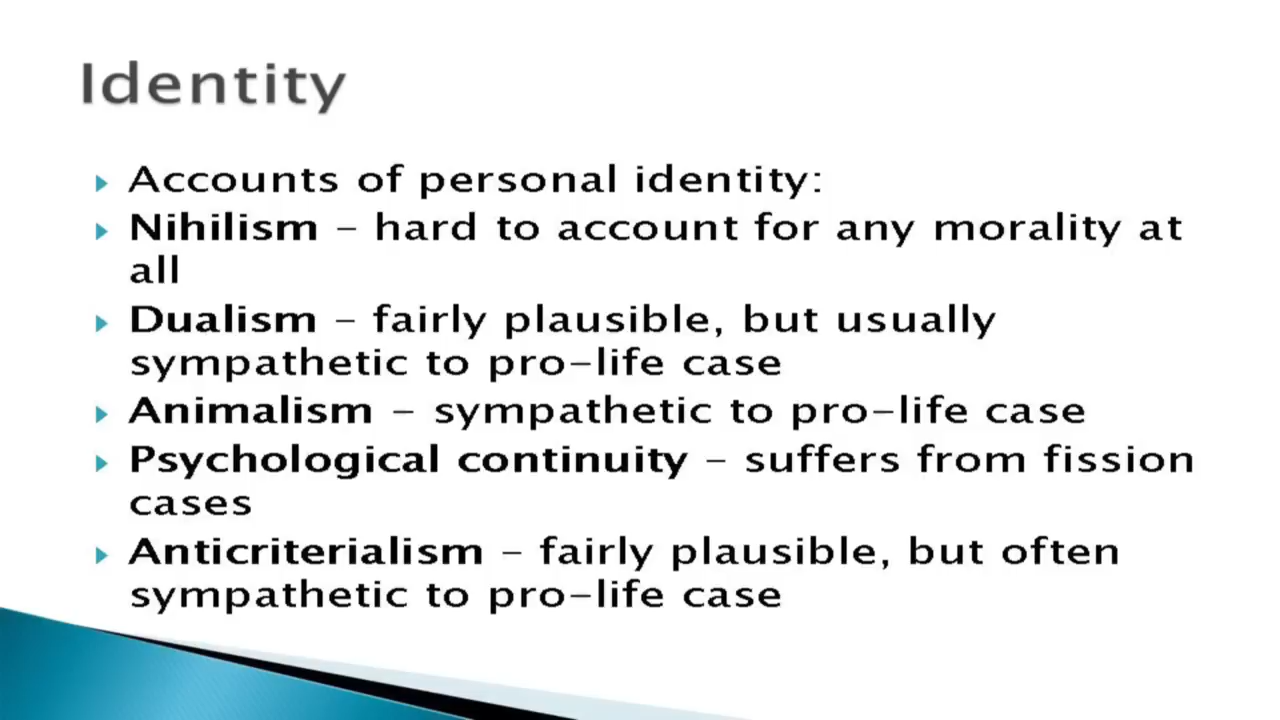 Identity
Accounts of personal identity:
Nihilism – hard to account for any morality at
all
Dualism – fairly plausible, but usually
sympathetic to pro-life case
Animalism – sympathetic to pro-life case
Psychological continuity – suffers from fission
cases
Anticriterialism – fairly plausible, but often
sympathetic to pro-life case